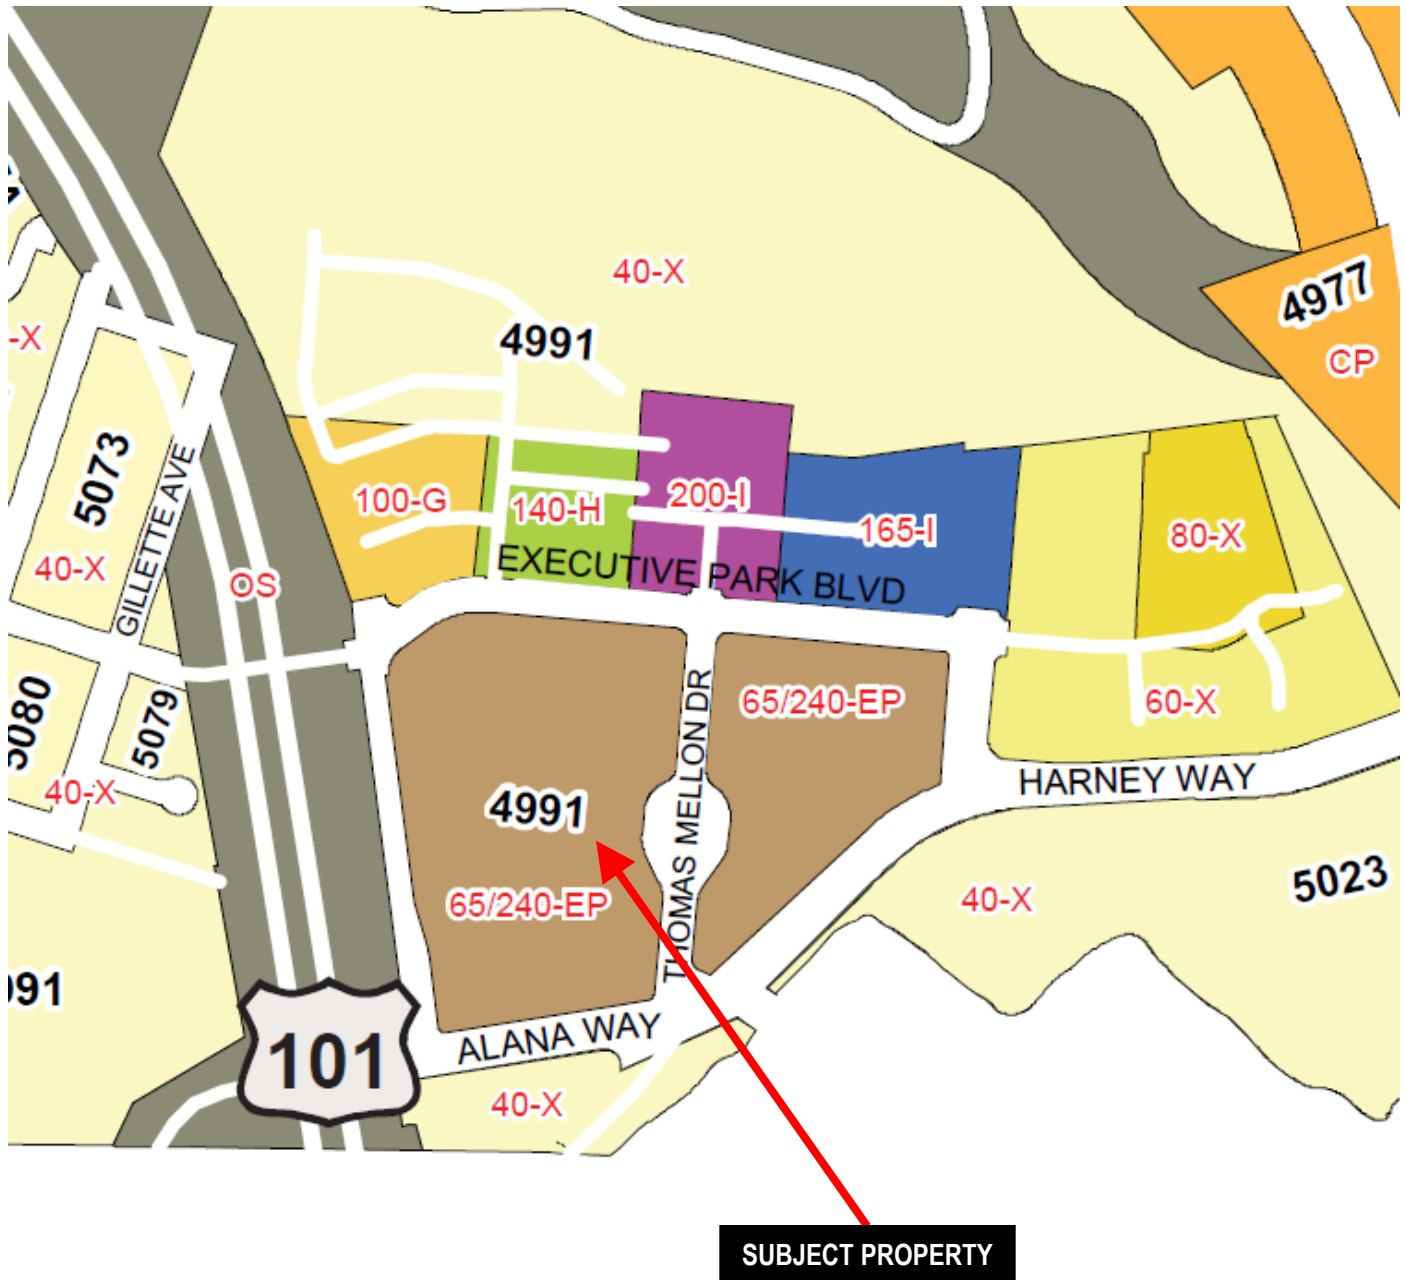 40-X
4977
CP
4991
-X
5073
GILLETTE AVE
40-X
OS
100-G
140-H
200-I
165-I
80-X
EXECUTIVE PARK BLVD
5080
5079
40-X
65/240-EP
THOMAS MELLON DR
60-X
HARNEY WAY
4991
65/240-EP
40-X
5023
991
101
ALANA WAY
40-X
SUBJECT PROPERTY